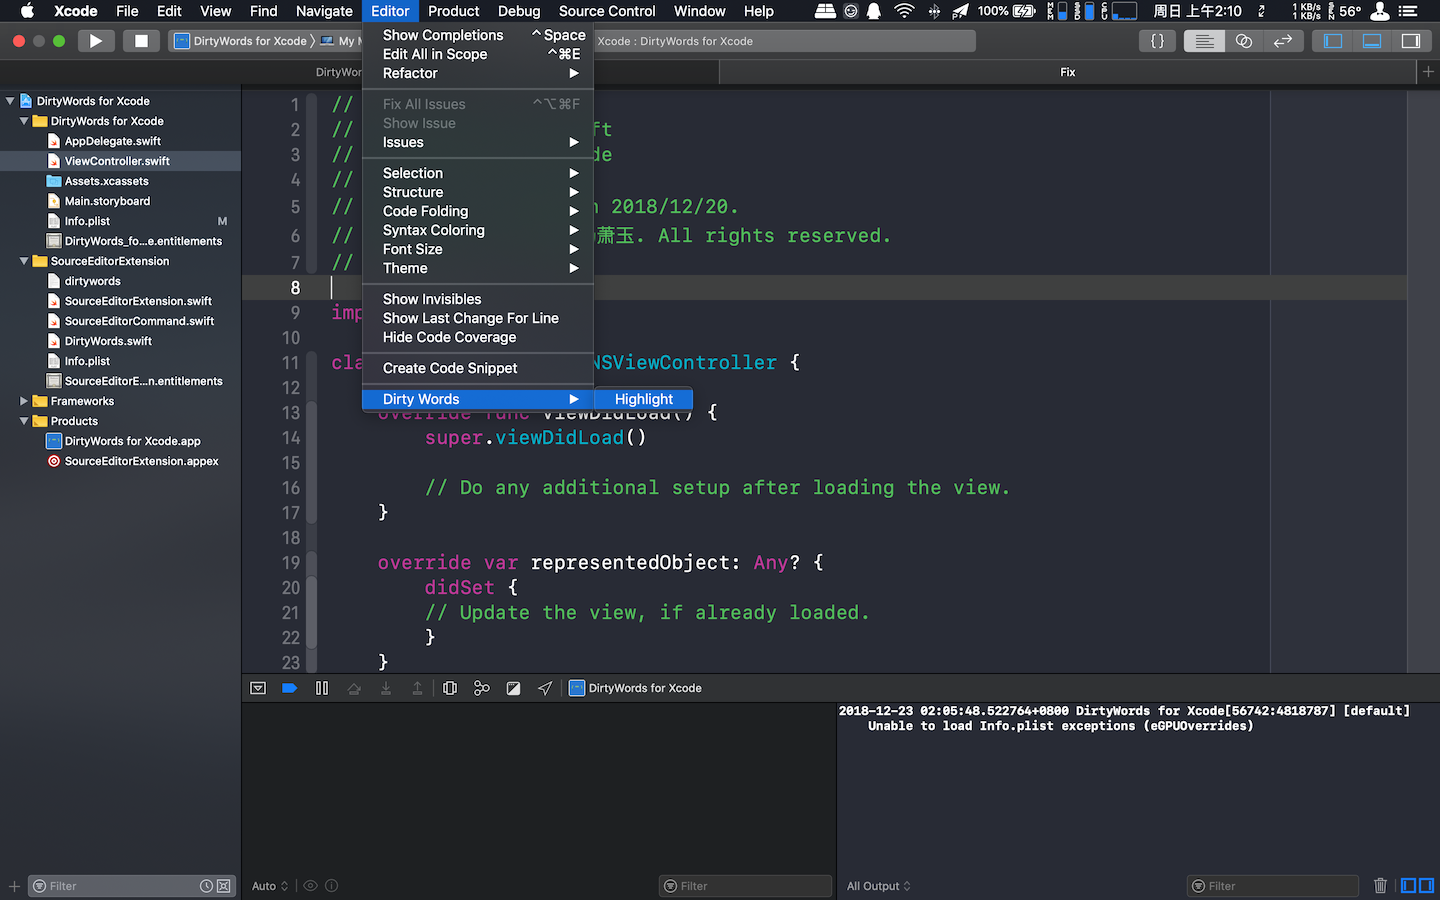 Xcode File Edit View Find Navigate Editor Product Debug Source Control Window Help 100% 周日 上午2:10 1 KB/s 1 KB/s 56°
DirtyWords for Xcode 〉 My M
Xcode : DirtyWords for Xcode
DirtyWor
Fix
DirtyWords for Xcode
DirtyWords for Xcode
AppDelegate.swift
ViewController.swift
Assets.xcassets
Main.storyboard
Info.plist M
DirtyWords_fo...e.entitlements
SourceEditorExtension
dirtywords
SourceEditorExtension.swift
SourceEditorCommand.swift
DirtyWords.swift
Info.plist
SourceEditorE...n.entitlements
Frameworks
Products
DirtyWords for Xcode.app
SourceEditorExtension.appex
Filter
Show Completions ^ Space
Edit All in Scope ^⌘E
Refactor ▶
Fix All Issues ^⌥⌘F
Show Issue
Issues ▶
Selection ▶
Structure ▶
Code Folding ▶
Syntax Coloring ▶
Font Size ▶
Theme ▶
Show Invisibles
Show Last Change For Line
Hide Code Coverage
Create Code Snippet
Dirty Words ▶
Highlight
1 //
2 // ft
3 // de
4 //
5 // n 2018/12/20.
6 // 萧玉. All rights reserved.
7 //
8
9 imp
10
11 cla NSViewController {
12
13 override func viewDidLoad() {
14 super.viewDidLoad()
15
16 // Do any additional setup after loading the view.
17 }
18
19 override var representedObject: Any? {
20 didSet {
21 // Update the view, if already loaded.
22 }
23 }
DirtyWords for Xcode
2018-12-23 02:05:48.522764+0800 DirtyWords for Xcode[56742:4818787] [default]
Unable to load Info.plist exceptions (eGPUOverrides)
Auto
Filter
All Output
Filter